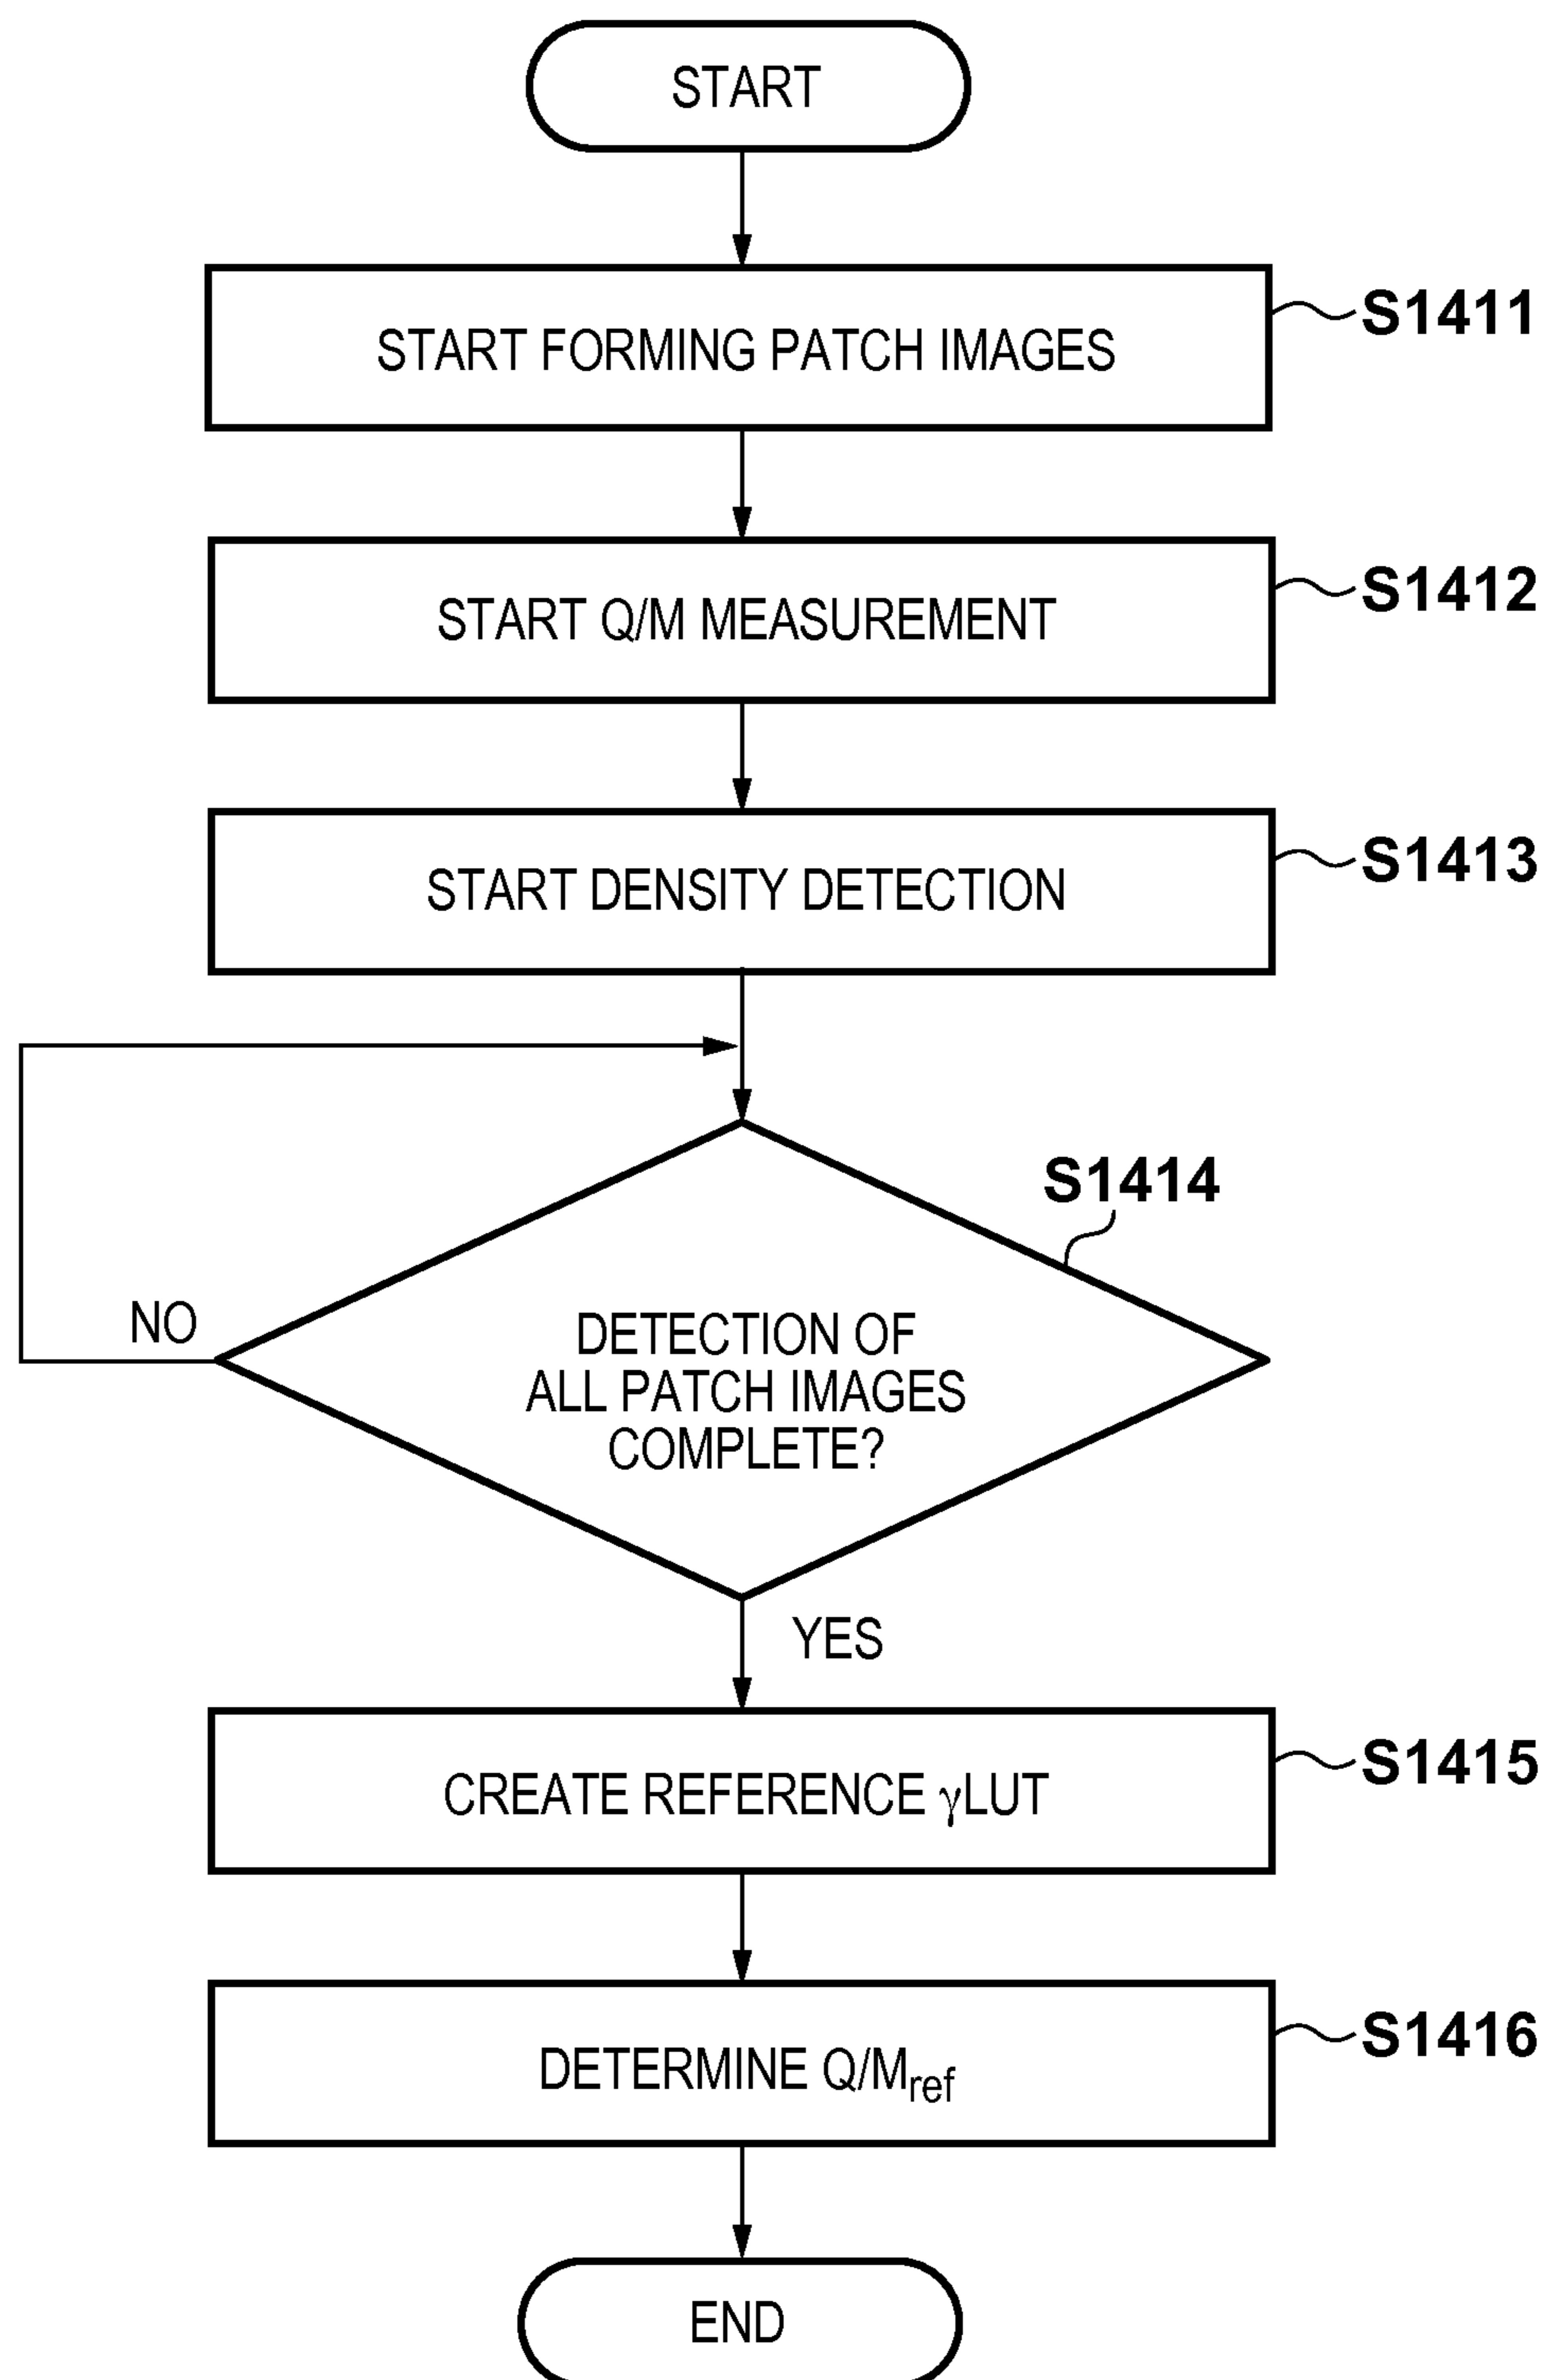 START
START FORMING PATCH IMAGES
S1411
START Q/M MEASUREMENT
S1412
START DENSITY DETECTION
S1413
S1414
NO
DETECTION OF
ALL PATCH IMAGES
COMPLETE?
YES
CREATE REFERENCE γLUT
S1415
DETERMINE Q/Mref
S1416
END